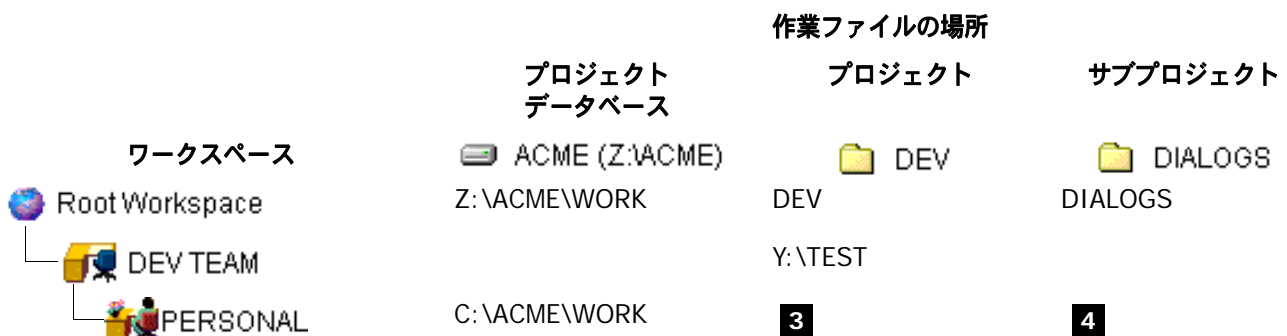 作業ファイルの場所
プロジェクト
データベース
プロジェクト
サブプロジェクト
ワークスペース
ACME (Z:\ACME)
DEV
DIALOGS
Root Workspace
Z:\ACME\WORK
DEV
DIALOGS
DEV TEAM
Y:\TEST
PERSONAL
C:\ACME\WORK
3
4